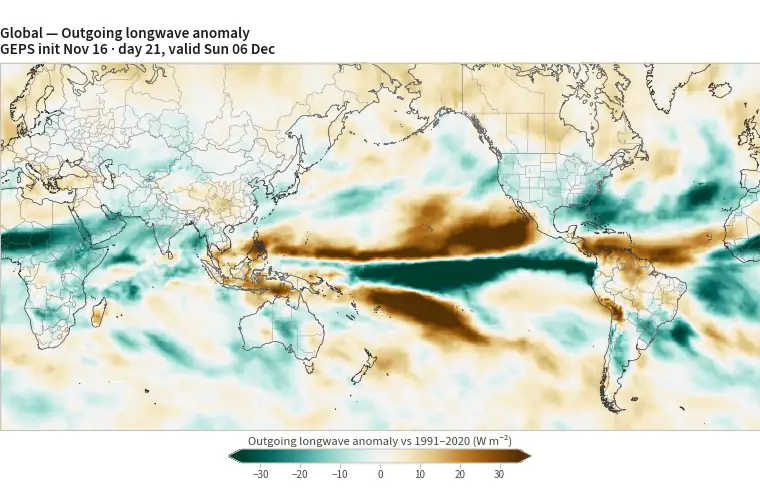 Global — Outgoing longwave anomaly
GEPS init Nov 16 · day 21, valid Sun 06 Dec
Outgoing longwave anomaly vs 1991–2020 (W m⁻²)
−30 −20 −10 0 10 20 30